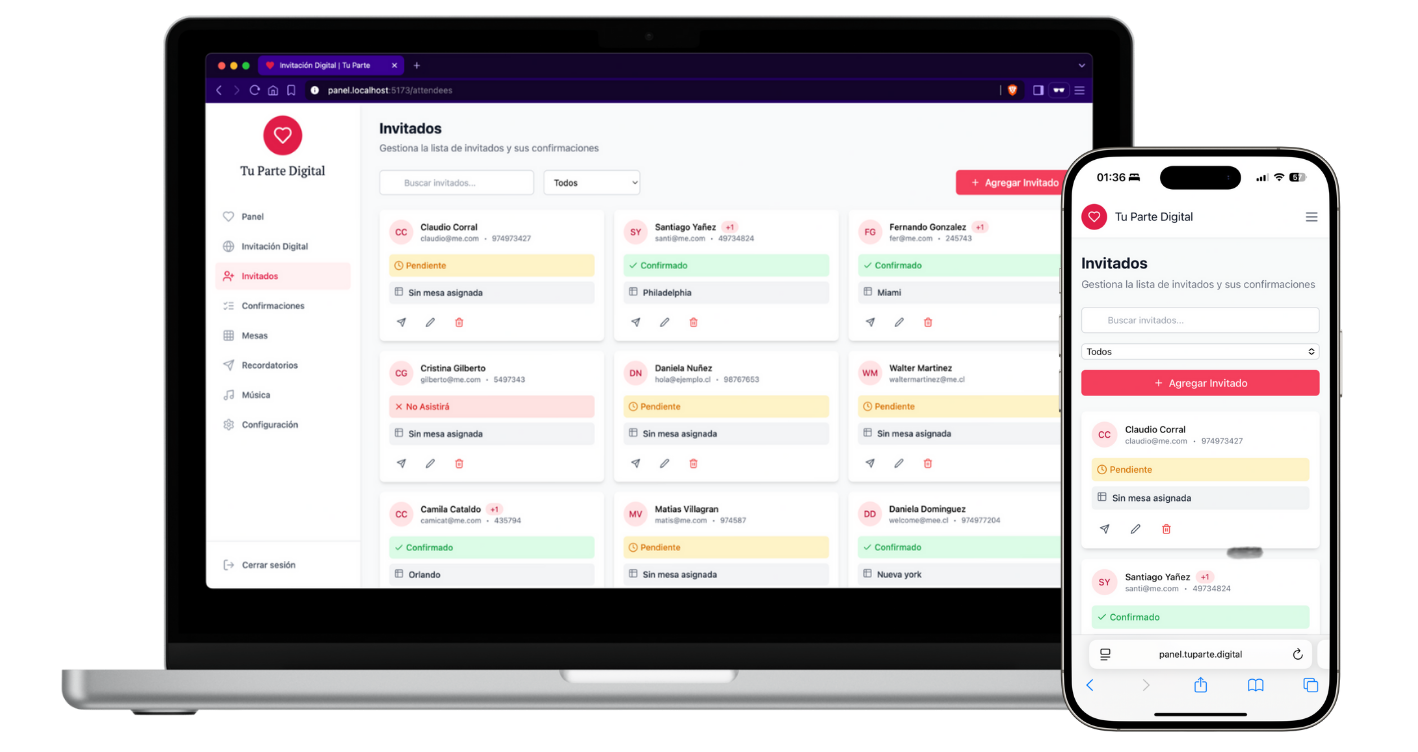 Invitación Digital | Tu Parte
panel.localhost:5173/attendees
Tu Parte Digital
Panel
Invitación Digital
Invitados
Confirmaciones
Mesas
Recordatorios
Música
Configuración
Cerrar sesión
Invitados
Gestiona la lista de invitados y sus confirmaciones
Buscar invitados...
Todos
+ Agregar Invitado
CC Claudio Corral
claudio@me.com • 974973427
Pendiente
Sin mesa asignada
SY Santiago Yañez +1
santi@me.com • 49734824
Confirmado
Philadelphia
FG Fernando Gonzalez +1
fer@me.com • 245743
Confirmado
Miami
CG Cristina Gilberto
gilberto@me.com • 5497343
No Asistirá
Sin mesa asignada
DN Daniela Nuñez
hola@ejemplo.cl • 98767653
Pendiente
Sin mesa asignada
WM Walter Martinez
waltermartinez@me.cl
Pendiente
Sin mesa asignada
CC Camila Cataldo +1
camicat@me.com • 435794
Confirmado
Orlando
MV Matias Villagran
matis@me.com • 974587
Pendiente
Sin mesa asignada
DD Daniela Dominguez
welcome@mee.cl • 974977204
Confirmado
Nueva york
01:36
Tu Parte Digital
Invitados
Gestiona la lista de invitados y sus confirmaciones
Buscar invitados...
Todos
+ Agregar Invitado
CC Claudio Corral
claudio@me.com • 974973427
Pendiente
Sin mesa asignada
SY Santiago Yañez +1
santi@me.com • 49734824
Confirmado
panel.tuparte.digital